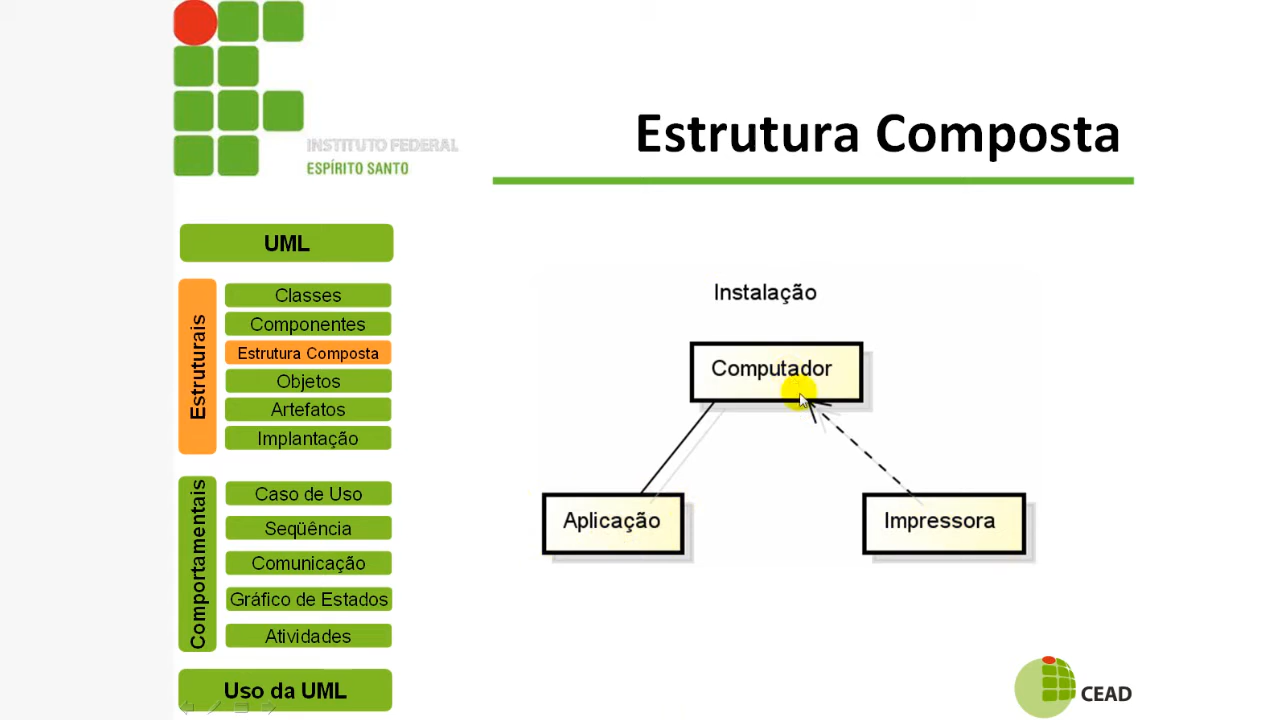 INSTITUTO FEDERAL
ESPÍRITO SANTO
Estrutura Composta
UML
Estruturais
Classes
Componentes
Estrutura Composta
Objetos
Artefatos
Implantação
Comportamentais
Caso de Uso
Seqüência
Comunicação
Gráfico de Estados
Atividades
Uso da UML
Instalação
Computador
Aplicação
Impressora
CEAD